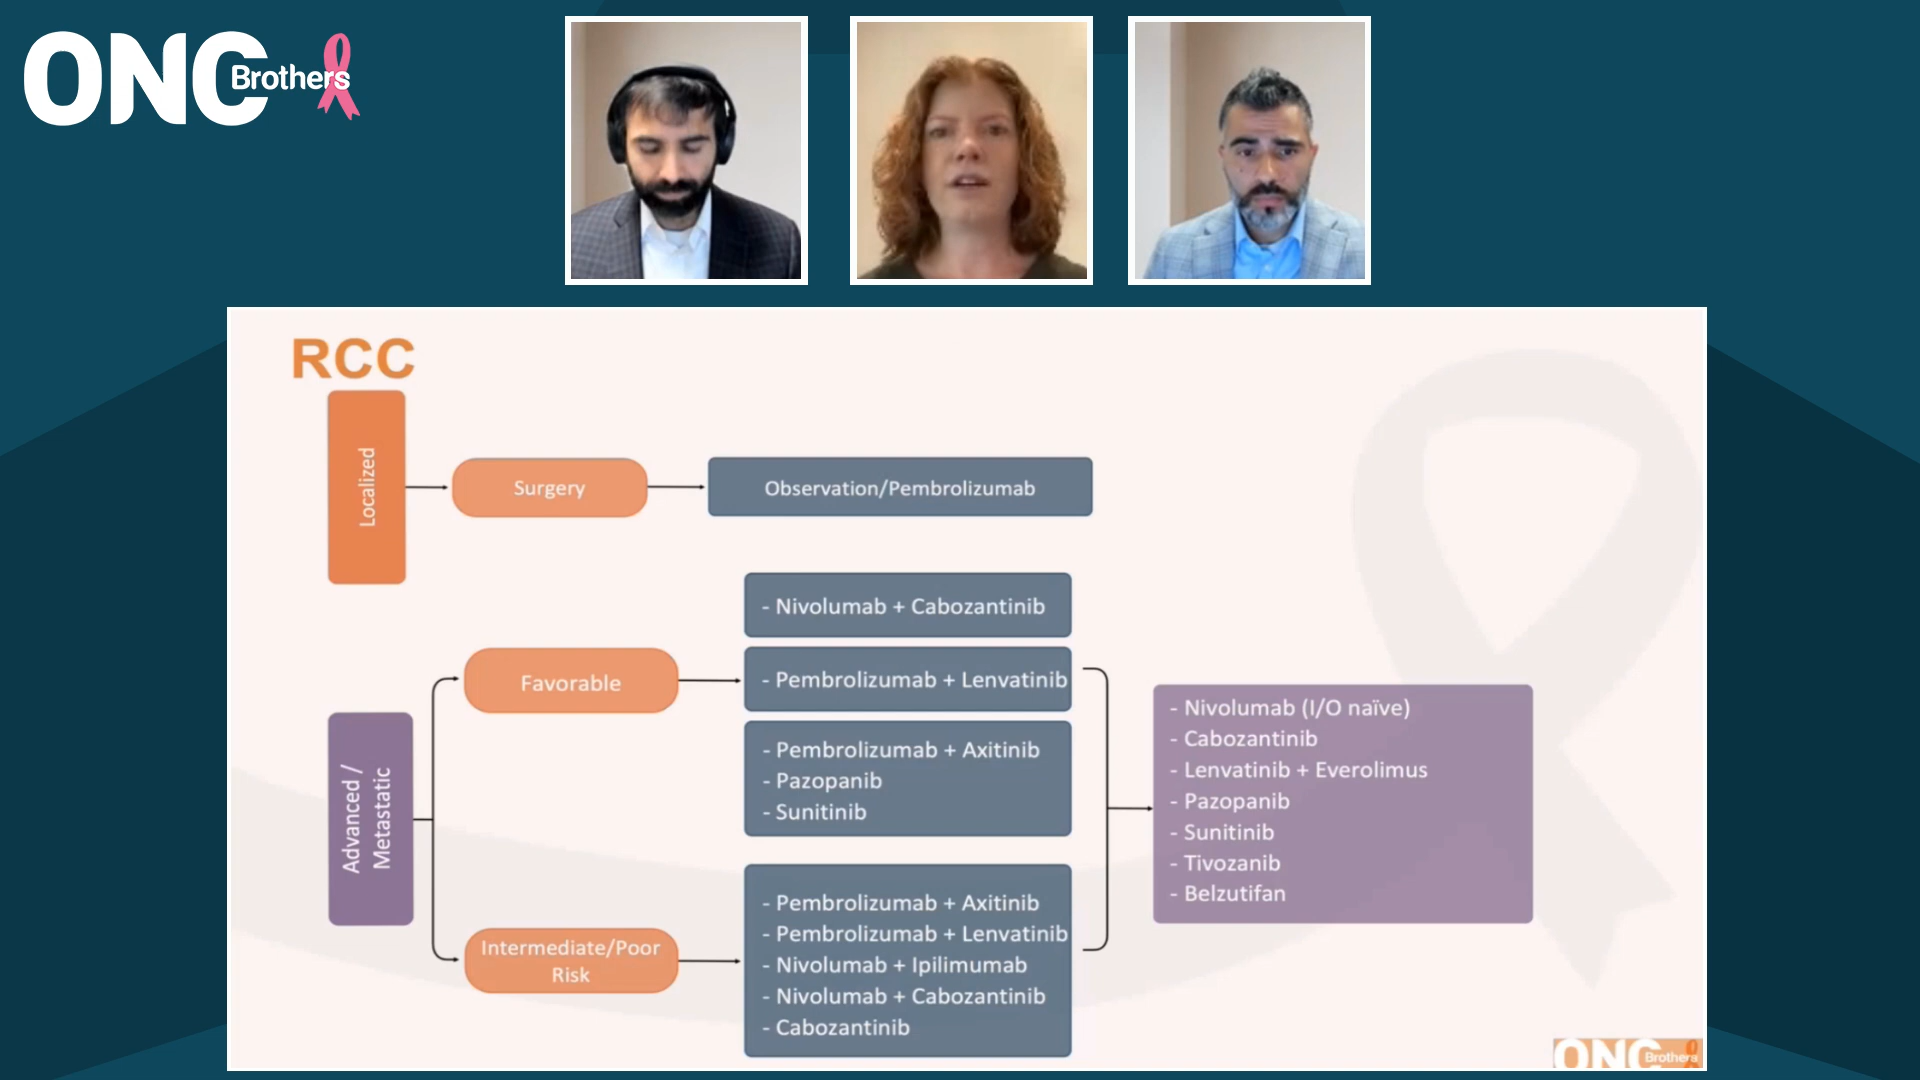 ONC
Brothers
RCC
Localized
Surgery
Observation/Pembrolizumab
Advanced /
Metastatic
Favorable
- Nivolumab + Cabozantinib
- Pembrolizumab + Lenvatinib
- Pembrolizumab + Axitinib
- Pazopanib
- Sunitinib
Intermediate/Poor
Risk
- Pembrolizumab + Axitinib
- Pembrolizumab + Lenvatinib
- Nivolumab + Ipilimumab
- Nivolumab + Cabozantinib
- Cabozantinib
- Nivolumab (I/O naïve)
- Cabozantinib
- Lenvatinib + Everolimus
- Pazopanib
- Sunitinib
- Tivozanib
- Belzutifan
ONC
Brothers